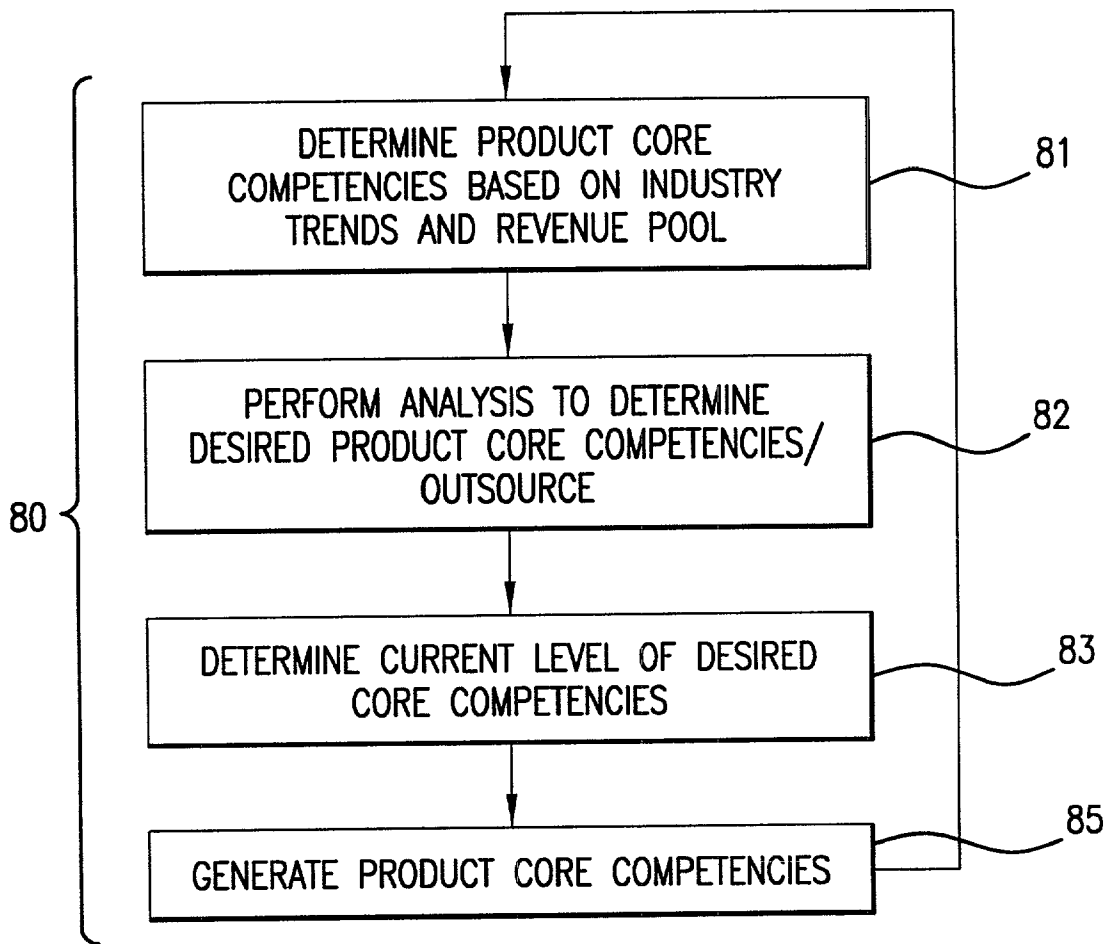 DETERMINE PRODUCT CORE
COMPETENCIES BASED ON INDUSTRY
TRENDS AND REVENUE POOL
81
PERFORM ANALYSIS TO DETERMINE
DESIRED PRODUCT CORE COMPETENCIES/
OUTSOURCE
82
80
DETERMINE CURRENT LEVEL OF DESIRED
CORE COMPETENCIES
83
GENERATE PRODUCT CORE COMPETENCIES
85